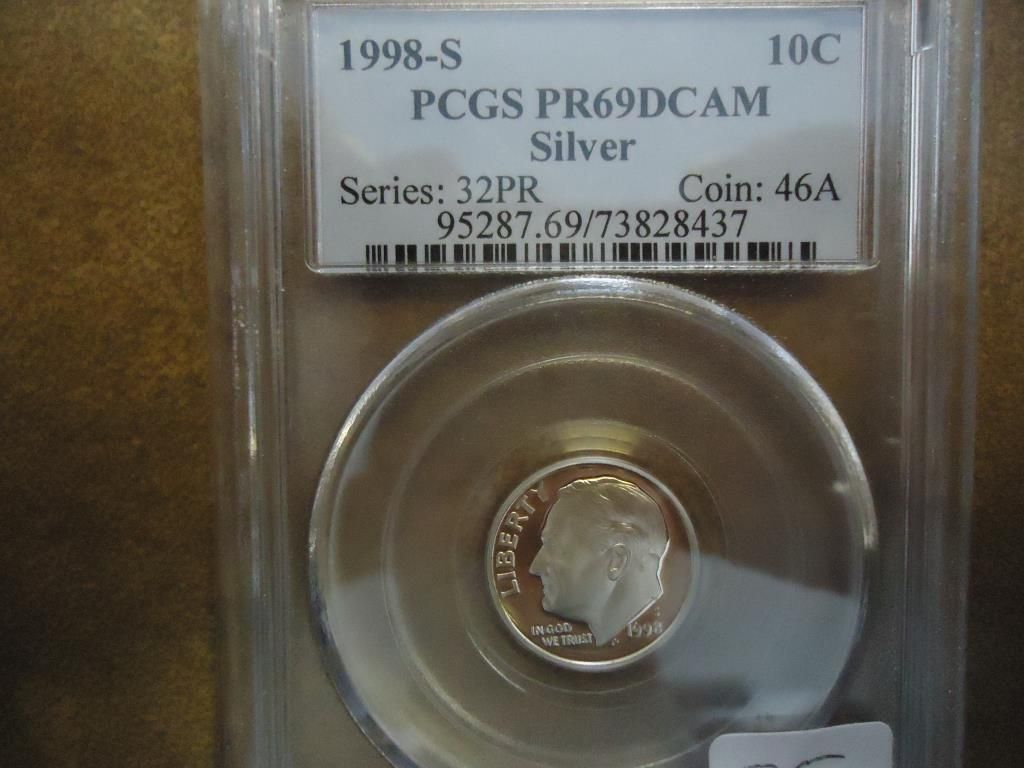 1998-S 10C
PCGS PR69DCAM
Silver
Series: 32PR Coin: 46A
95287.69/73828437
LIBERTY
IN GOD
WE TRUST
1998